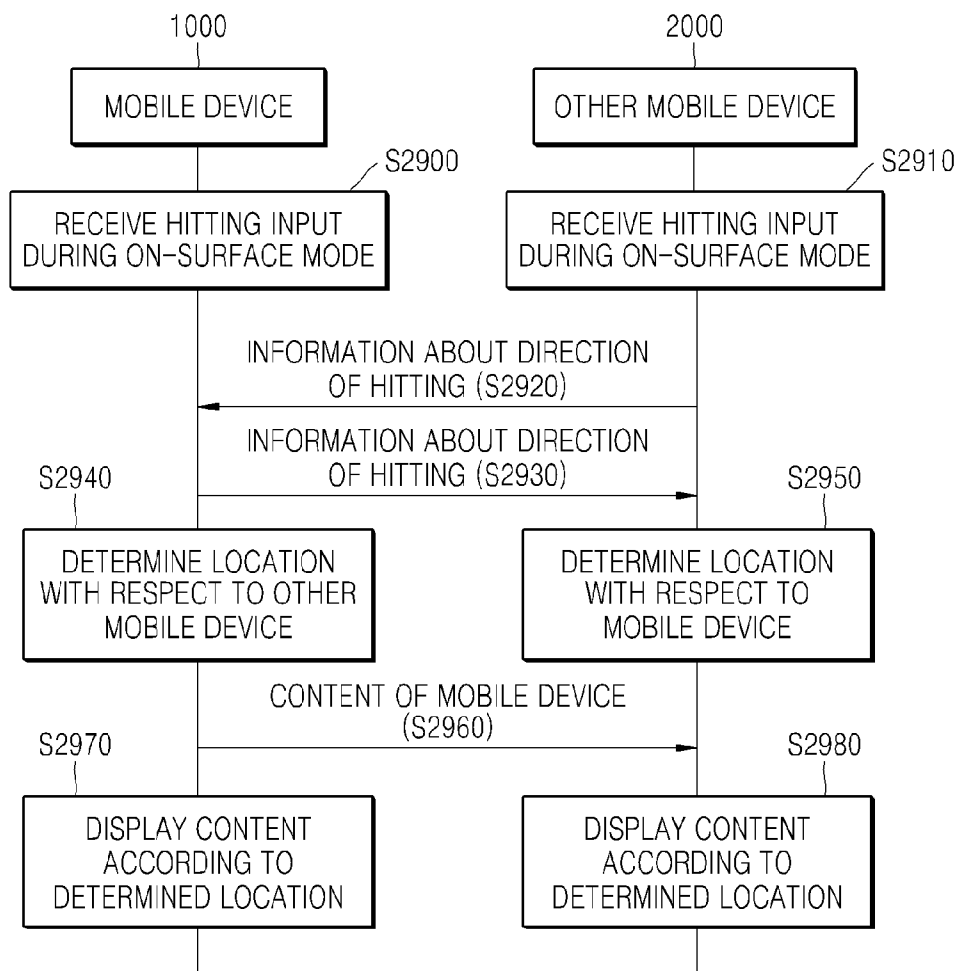 1000
2000
MOBILE DEVICE
OTHER MOBILE DEVICE
S2900
S2910
RECEIVE HITTING INPUT
DURING ON-SURFACE MODE
RECEIVE HITTING INPUT
DURING ON-SURFACE MODE
INFORMATION ABOUT DIRECTION
OF HITTING (S2920)
INFORMATION ABOUT DIRECTION
OF HITTING (S2930)
S2940
S2950
DETERMINE LOCATION
WITH RESPECT TO OTHER
MOBILE DEVICE
DETERMINE LOCATION
WITH RESPECT TO
MOBILE DEVICE
CONTENT OF MOBILE DEVICE
(S2960)
S2970
S2980
DISPLAY CONTENT
ACCORDING TO
DETERMINED LOCATION
DISPLAY CONTENT
ACCORDING TO
DETERMINED LOCATION